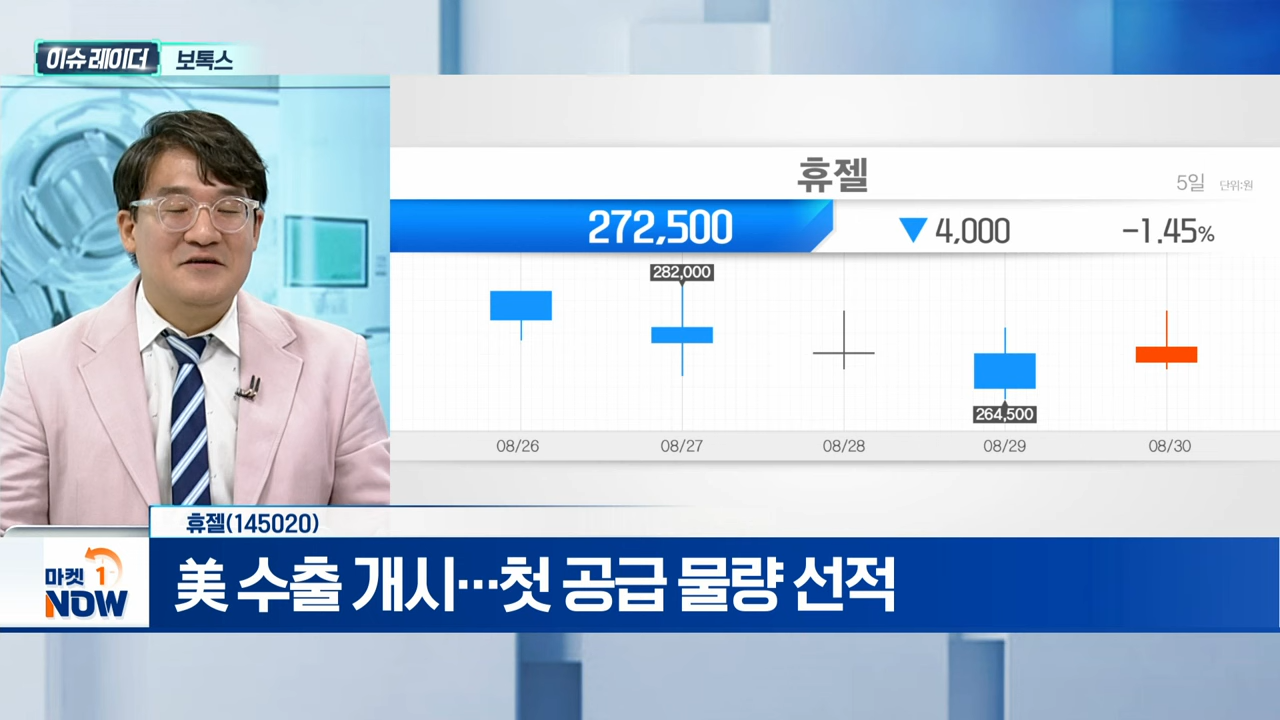 이슈레이더 보톡스
휴젤
5일 단위:원
272,500 ▼4,000 -1.45%
282,000
264,500
08/26 08/27 08/28 08/29 08/30
휴젤(145020)
마켓 1
NOW
美 수출 개시…첫 공급 물량 선적